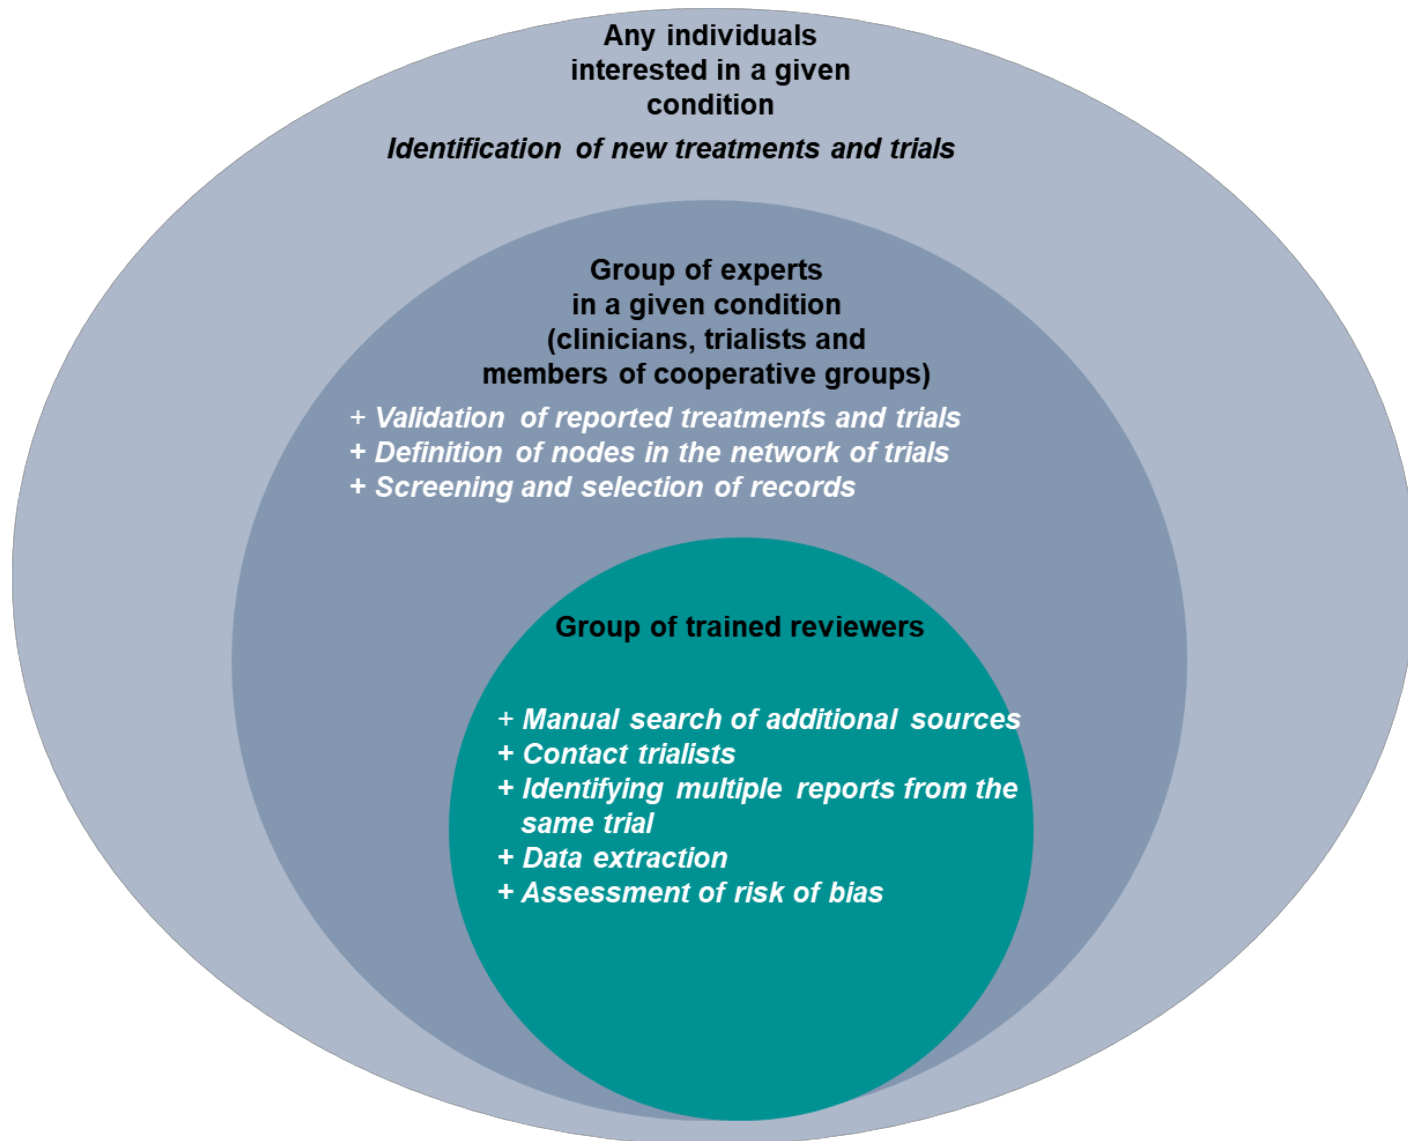 Any individuals
interested in a given
condition
Identification of new treatments and trials
Group of experts
in a given condition
(clinicians, trialists and
members of cooperative groups)
+ Validation of reported treatments and trials
+ Definition of nodes in the network of trials
+ Screening and selection of records
Group of trained reviewers
+ Manual search of additional sources
+ Contact trialists
+ Identifying multiple reports from the
same trial
+ Data extraction
+ Assessment of risk of bias